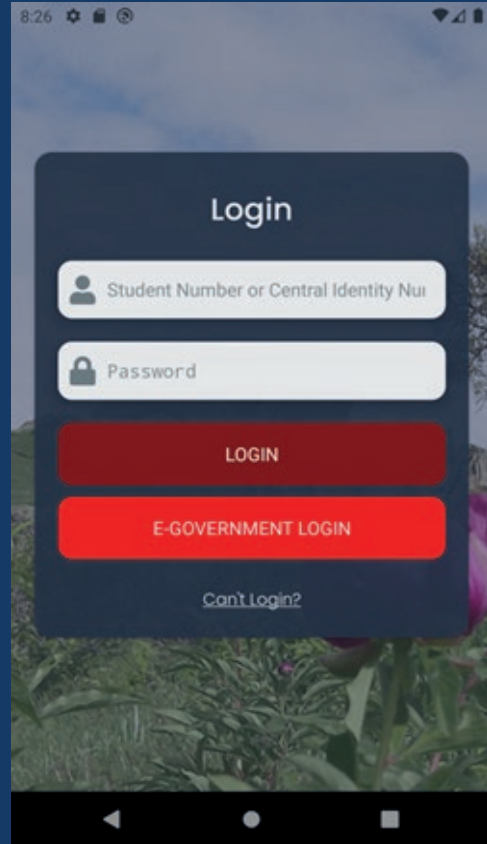 8:26
Login
Student Number or Central Identity Nu
Password
LOGIN
E-GOVERNMENT LOGIN
Can't Login?